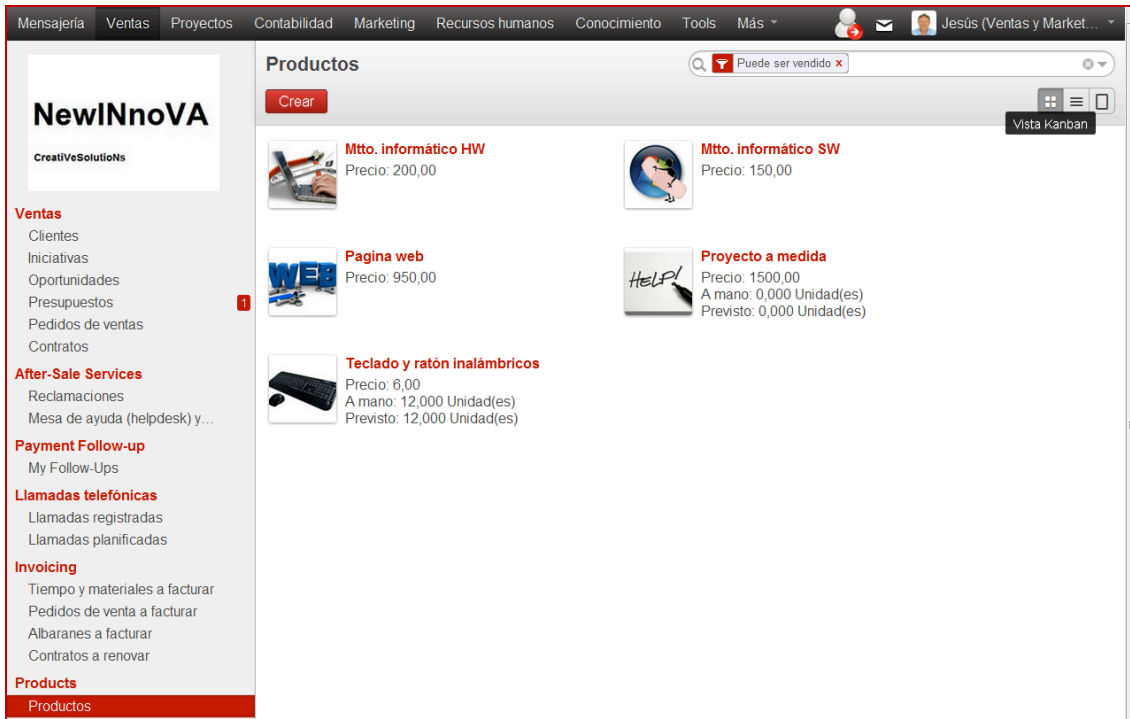 Mensajería Ventas Proyectos Contabilidad Marketing Recursos humanos Conocimiento Tools Más Jesús (Ventas y Market...
NewINnoVA
CreatiVeSolutioNs
Ventas
Clientes
Iniciativas
Oportunidades
Presupuestos 1
Pedidos de ventas
Contratos
After-Sale Services
Reclamaciones
Mesa de ayuda (helpdesk) y...
Payment Follow-up
My Follow-Ups
Llamadas telefónicas
Llamadas registradas
Llamadas planificadas
Invoicing
Tiempo y materiales a facturar
Pedidos de venta a facturar
Albaranes a facturar
Contratos a renovar
Products
Productos
Productos
Puede ser vendido x
Crear
Vista Kanban
Mtto. informático HW
Precio: 200,00
Mtto. informático SW
Precio: 150,00
WEB
Pagina web
Precio: 950,00
HELP!
Proyecto a medida
Precio: 1500,00
A mano: 0,000 Unidad(es)
Previsto: 0,000 Unidad(es)
Teclado y ratón inalámbricos
Precio: 6,00
A mano: 12,000 Unidad(es)
Previsto: 12,000 Unidad(es)